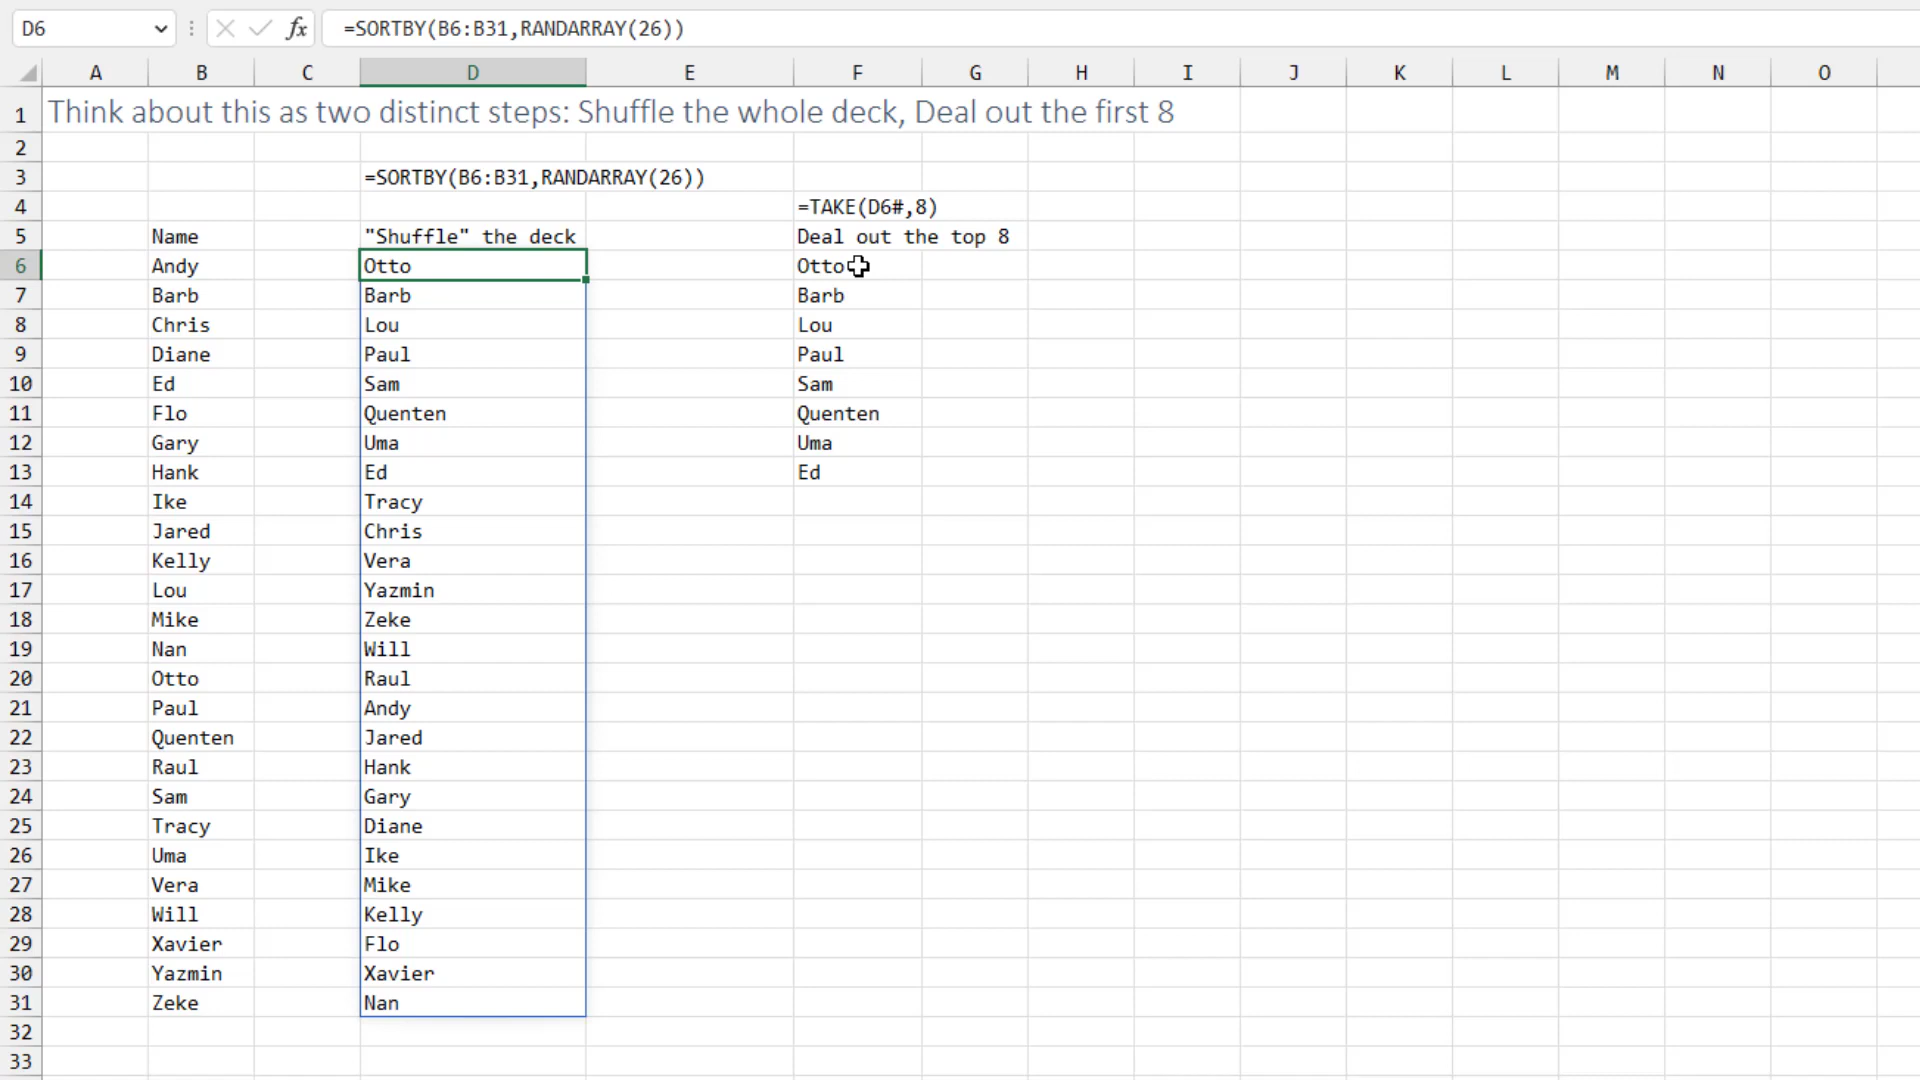 D6 fx =SORTBY(B6:B31,RANDARRAY(26))
A B C D E F G H I J K L M N O
1 Think about this as two distinct steps: Shuffle the whole deck, Deal out the first 8
2
3 =SORTBY(B6:B31,RANDARRAY(26))
4 =TAKE(D6#,8)
5 Name "Shuffle" the deck Deal out the top 8
6 Andy Otto Otto
7 Barb Barb Barb
8 Chris Lou Lou
9 Diane Paul Paul
10 Ed Sam Sam
11 Flo Quenten Quenten
12 Gary Uma Uma
13 Hank Ed Ed
14 Ike Tracy
15 Jared Chris
16 Kelly Vera
17 Lou Yazmin
18 Mike Zeke
19 Nan Will
20 Otto Raul
21 Paul Andy
22 Quenten Jared
23 Raul Hank
24 Sam Gary
25 Tracy Diane
26 Uma Ike
27 Vera Mike
28 Will Kelly
29 Xavier Flo
30 Yazmin Xavier
31 Zeke Nan
32
33